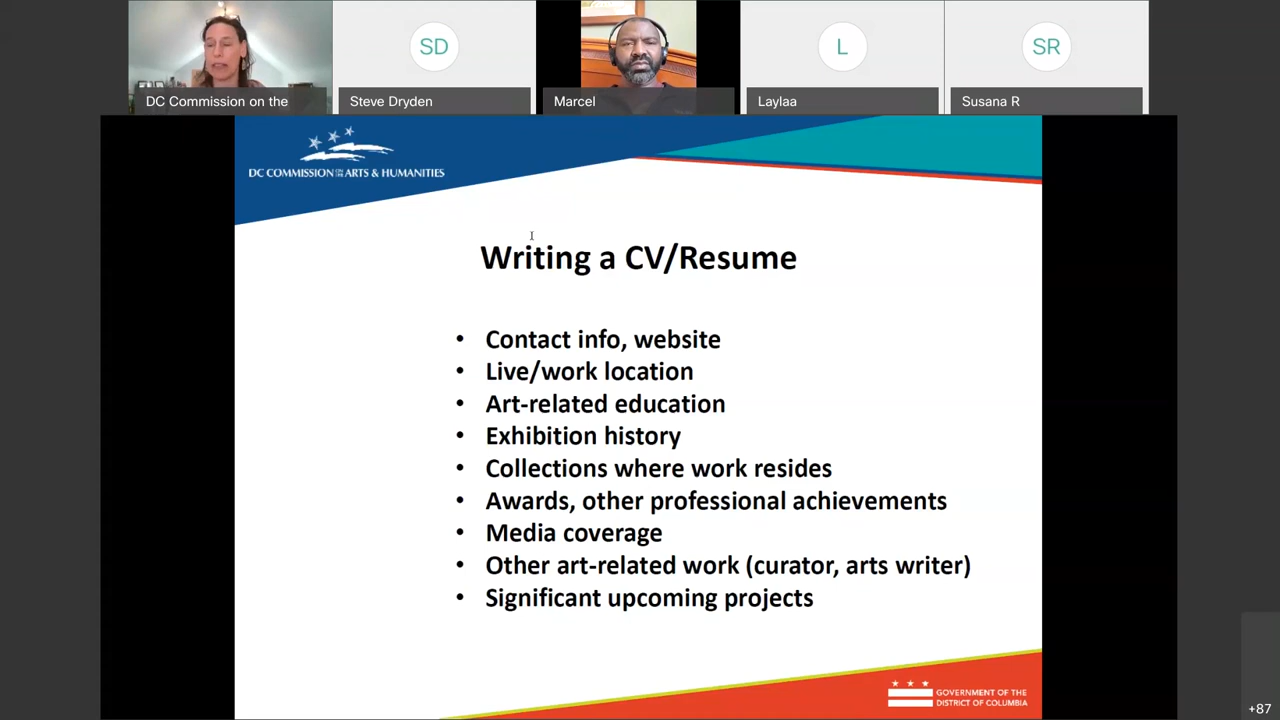 SD
L
SR
DC Commission on the
Steve Dryden
Marcel
Laylaa
Susana R
DC COMMISSION ON THE ARTS & HUMANITIES
Writing a CV/Resume
• Contact info, website
• Live/work location
• Art-related education
• Exhibition history
• Collections where work resides
• Awards, other professional achievements
• Media coverage
• Other art-related work (curator, arts writer)
• Significant upcoming projects
GOVERNMENT OF THE
DISTRICT OF COLUMBIA
+87